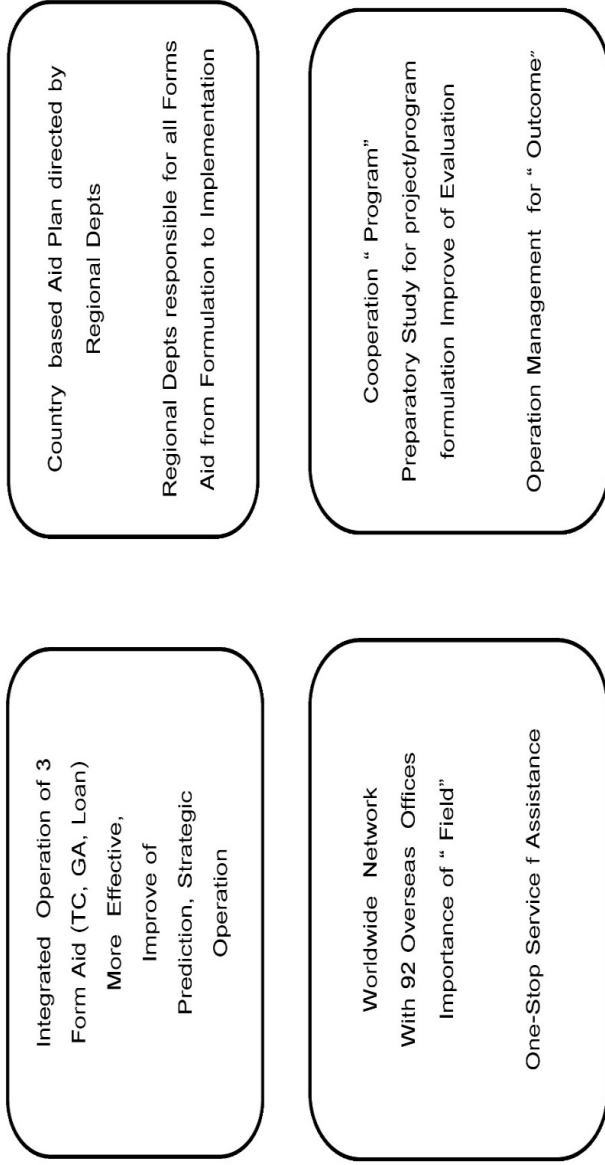 Integrated Operation of 3
Form Aid (TC, GA, Loan)
More Effective,
Improve of
Prediction, Strategic
Operation
Country based Aid Plan directed by
Regional Depts
Regional Depts responsible for all Forms
Aid from Formulation to Implementation
Worldwide Network
With 92 Overseas Offices
Importance of “ Field”
One-Stop Service f Assistance
Cooperation “ Program”
Preparatory Study for project/program
formulation Improve of Evaluation
Operation Management for “ Outcome”